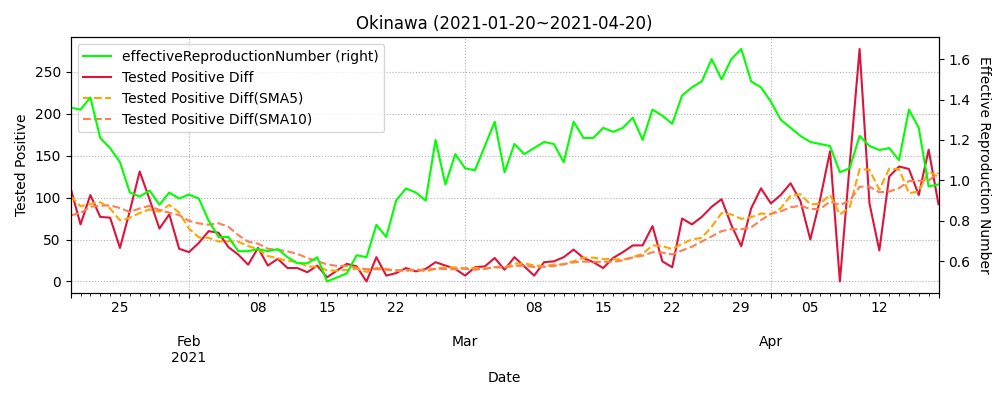 Okinawa (2021-01-20~2021-04-20)
effectiveReproductionNumber (right)
Tested Positive Diff
Tested Positive Diff(SMA5)
Tested Positive Diff(SMA10)
Tested Positive
250
200
150
100
50
0
1.6
1.4
1.2
1.0
0.8
0.6
Effective Reproduction Number
25 08 15 22 08 15 22 29 05 12
Feb Mar Apr
2021
Date